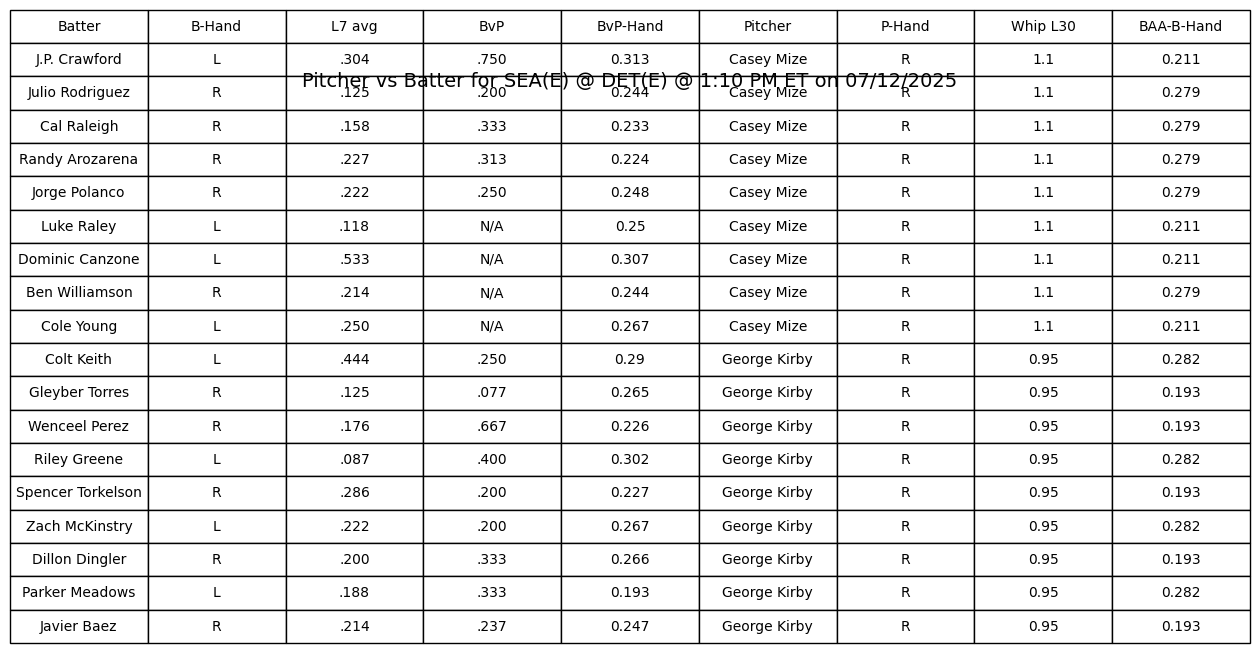 Batter B-Hand L7 avg BvP BvP-Hand Pitcher P-Hand Whip L30 BAA-B-Hand
J.P. Crawford L .304 .750 0.313 Casey Mize R 1.1 0.211
Pitcher vs Batter for SEA(E) @ DET(E) @ 1:10 PM ET on 07/12/2025
Julio Rodriguez R .125 .200 0.244 Casey Mize R 1.1 0.279
Cal Raleigh R .158 .333 0.233 Casey Mize R 1.1 0.279
Randy Arozarena R .227 .313 0.224 Casey Mize R 1.1 0.279
Jorge Polanco R .222 .250 0.248 Casey Mize R 1.1 0.279
Luke Raley L .118 N/A 0.25 Casey Mize R 1.1 0.211
Dominic Canzone L .533 N/A 0.307 Casey Mize R 1.1 0.211
Ben Williamson R .214 N/A 0.244 Casey Mize R 1.1 0.279
Cole Young L .250 N/A 0.267 Casey Mize R 1.1 0.211
Colt Keith L .444 .250 0.29 George Kirby R 0.95 0.282
Gleyber Torres R .125 .077 0.265 George Kirby R 0.95 0.193
Wenceel Perez R .176 .667 0.226 George Kirby R 0.95 0.193
Riley Greene L .087 .400 0.302 George Kirby R 0.95 0.282
Spencer Torkelson R .286 .200 0.227 George Kirby R 0.95 0.193
Zach McKinstry L .222 .200 0.267 George Kirby R 0.95 0.282
Dillon Dingler R .200 .333 0.266 George Kirby R 0.95 0.193
Parker Meadows L .188 .333 0.193 George Kirby R 0.95 0.282
Javier Baez R .214 .237 0.247 George Kirby R 0.95 0.193